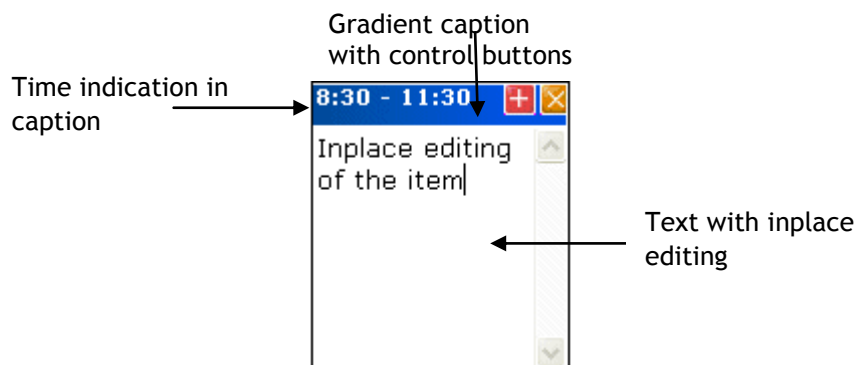 Gradient caption
with control buttons
Time indication in
caption
8:30 - 11:30
Inplace editing
of the item
Text with inplace
editing